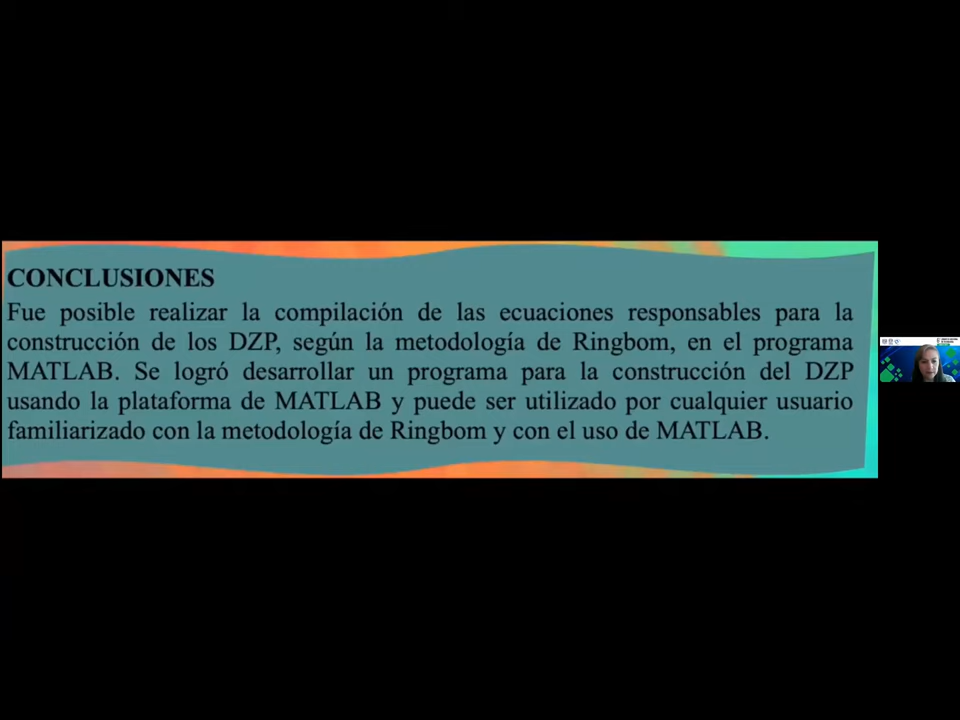 CONCLUSIONES
Fue posible realizar la compilación de las ecuaciones responsables para la
construcción de los DZP, según la metodología de Ringbom, en el programa
MATLAB. Se logró desarrollar un programa para la construcción del DZP
usando la plataforma de MATLAB y puede ser utilizado por cualquier usuario
familiarizado con la metodología de Ringbom y con el uso de MATLAB.